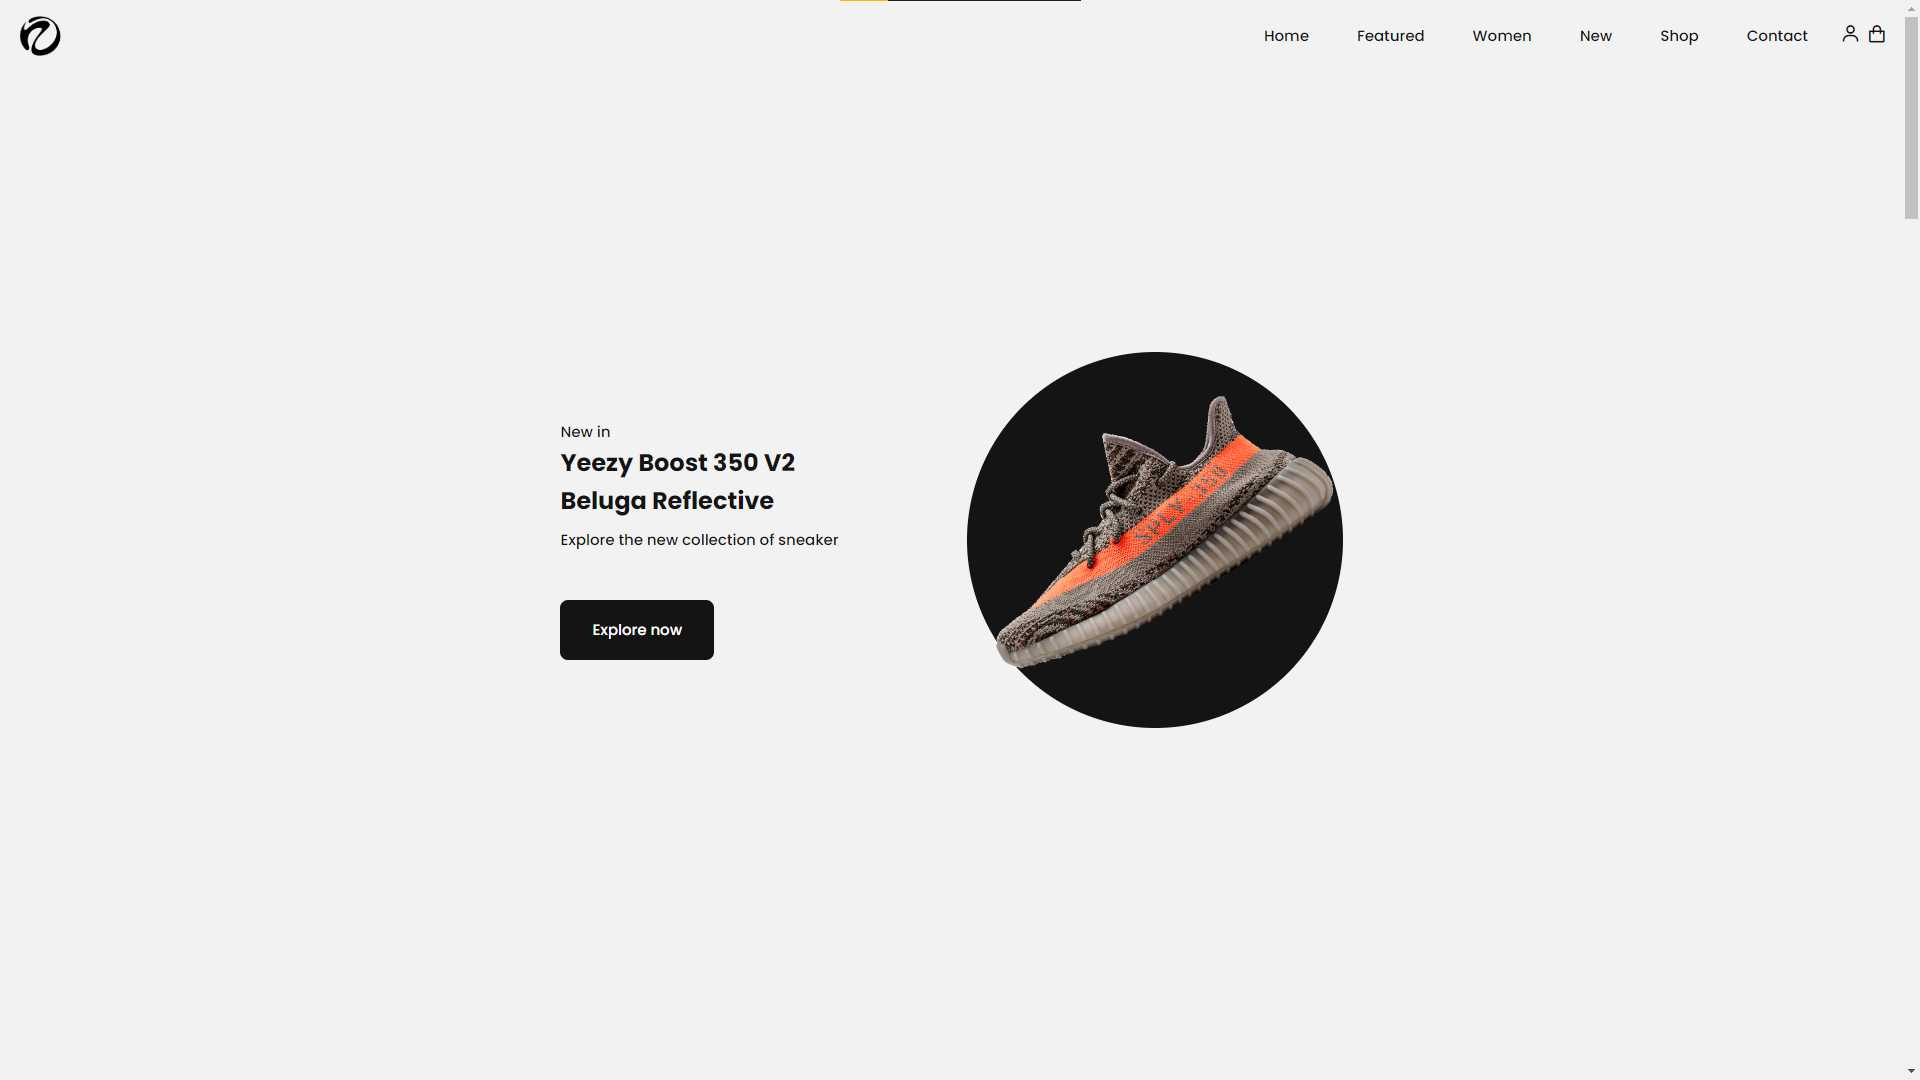 Home Featured Women New Shop Contact
New in
Yeezy Boost 350 V2
Beluga Reflective
Explore the new collection of sneaker
Explore now
SPLY 350